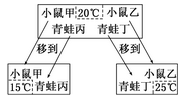 小鼠甲 20℃ 小鼠乙
青蛙丙 青蛙丁
移到 移到
小鼠甲 小鼠乙
15℃ 青蛙丙 青蛙丁 25℃